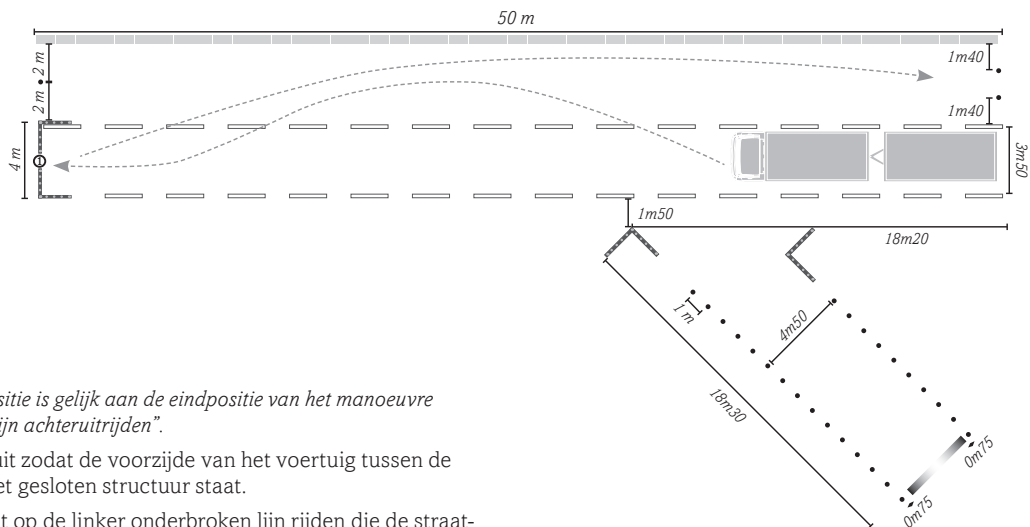 50 m
2 m
2 m
1m40
1m40
4 m
1
3m50
1m50
18m20
1 m
4m50
18m30
0m75
0m75
sitie is gelijk aan de eindpositie van het manoeuvre
ijn achteruitrijden”.
uit zodat de voorzijde van het voertuig tussen de
et gesloten structuur staat.
t op de linker onderbroken lijn rijden die de straat-